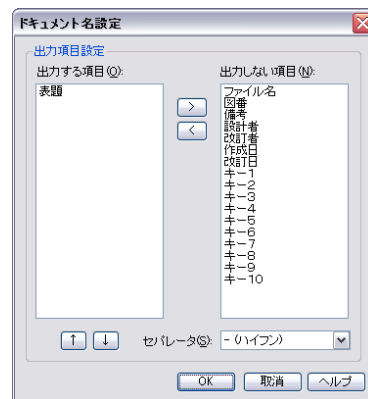 ドキュメント名設定
出力項目設定
出力する項目(O):
出力しない項目(N):
表題
>
<
ファイル名
図番
備考
設計者
改訂者
作成日
改訂日
キー1
キー2
キー3
キー4
キー5
キー6
キー7
キー8
キー9
キー10
↑
↓
セパレータ(S):
- (ハイフン)
OK
取消
ヘルプ